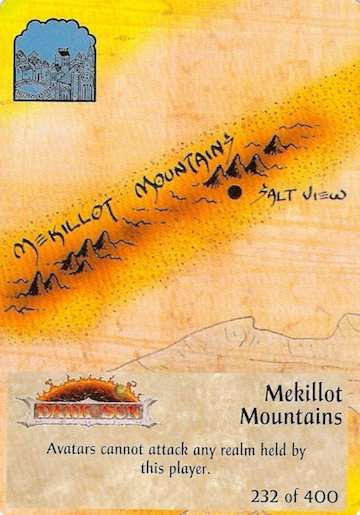 MEKILLOT MOUNTAINS
SALT VIEW
DARK SUN
Mekillot
Mountains
Avatars cannot attack any realm held by
this player.
232 of 400